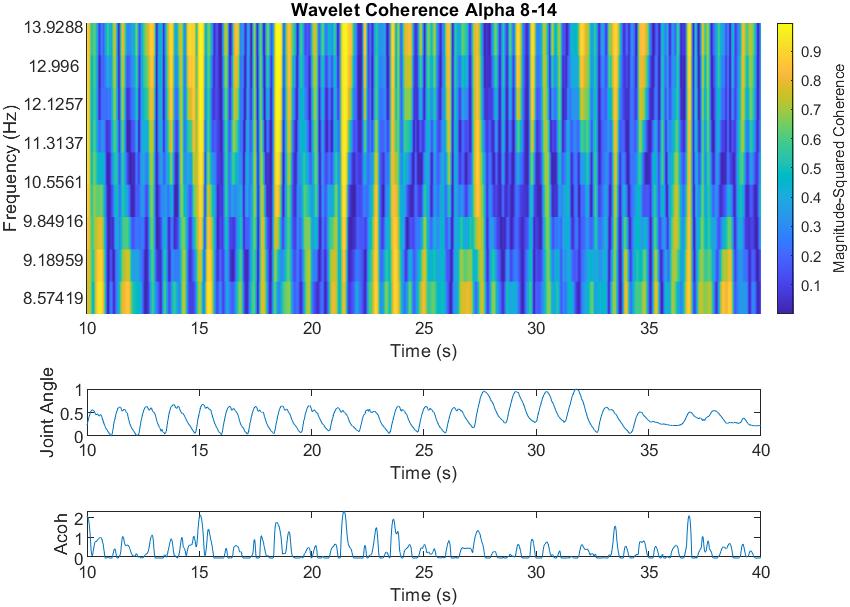 Wavelet Coherence Alpha 8-14
13.9288
12.996
12.1257
11.3137
10.5561
9.84916
9.18959
8.57419
Frequency (Hz)
10 15 20 25 30 35
Time (s)
0.9
0.8
0.7
0.6
0.5
0.4
0.3
0.2
0.1
Magnitude-Squared Coherence
Joint Angle
1
0.5
0
10 15 20 25 30 35 40
Time (s)
Acoh
2
1
0
10 15 20 25 30 35 40
Time (s)